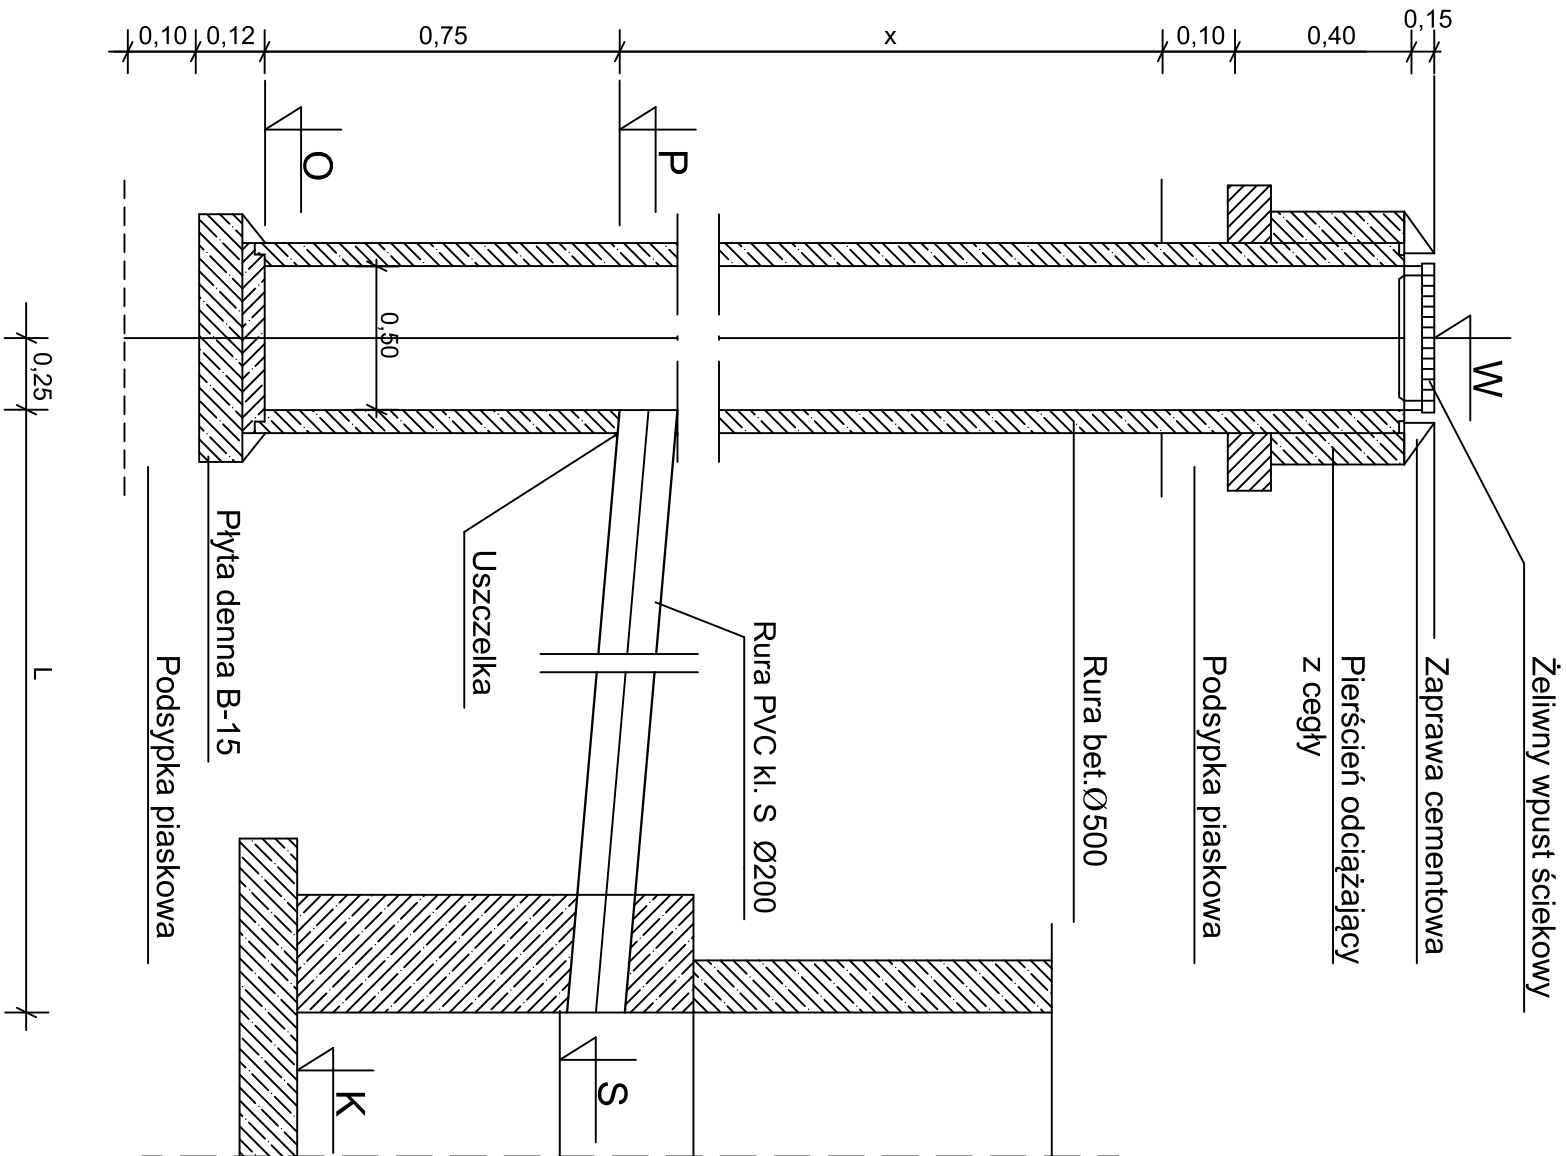 0,10
0,12
0,75
x
0,10
0,40
0,15
O
P
W
0,50
0,25
L
Żeliwny wpust ściekowy
Zaprawa cementowa
Pierścień odciążający
z cegły
Podsypka piaskowa
Rura bet.Ø500
Rura PVC kl. S Ø200
Uszczelka
Płyta denna B-15
Podsypka piaskowa
S
K